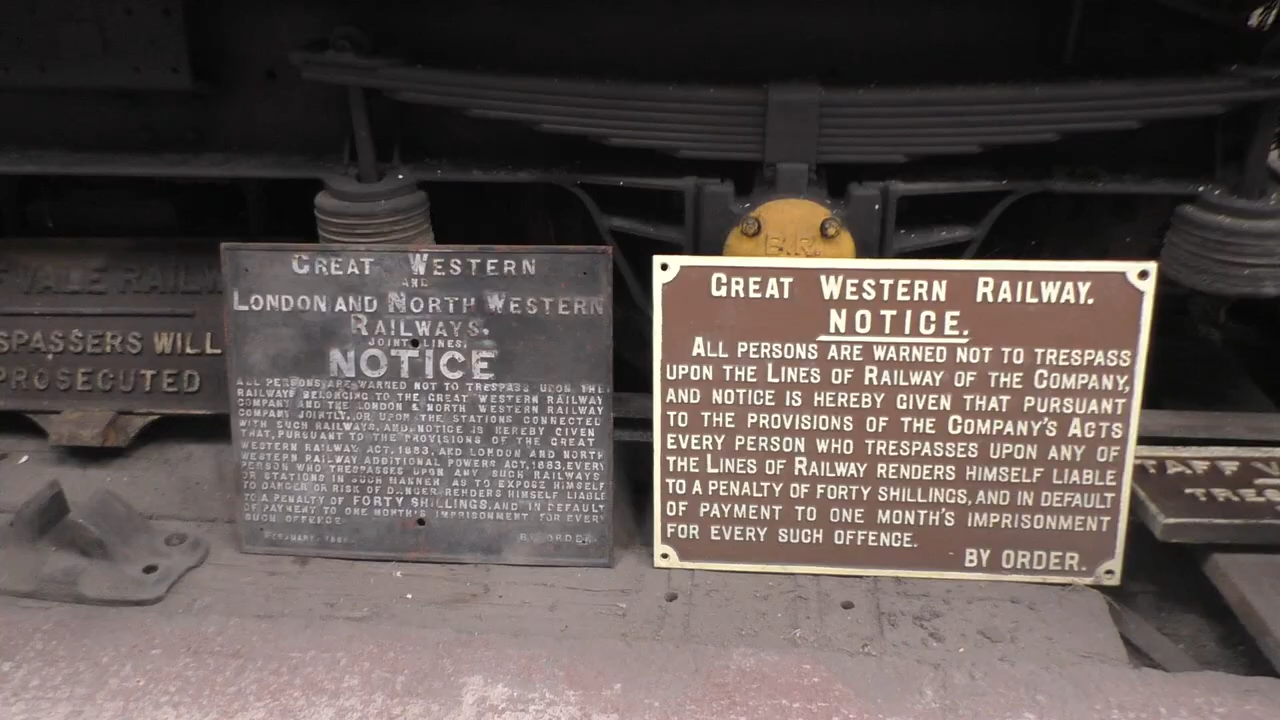 VALE RAILW
SPASSERS WILL
PROSECUTED
GREAT WESTERN
AND
LONDON AND NORTH WESTERN
RAILWAYS.
JOINT LINES.
NOTICE
ALL PERSONS ARE WARNED NOT TO TRESPASS UPON THE
RAILWAYS BELONGING TO THE GREAT WESTERN RAILWAY
COMPANY AND THE LONDON & NORTH WESTERN RAILWAY
COMPANY JOINTLY, OR UPON THE STATIONS CONNECTED
WITH SUCH RAILWAYS, AND NOTICE IS HEREBY GIVEN
THAT, PURSUANT TO THE PROVISIONS OF THE GREAT
WESTERN RAILWAY ACT, 1883, AND LONDON AND NORTH
WESTERN RAILWAY ADDITIONAL POWERS ACT, 1883, EVERY
PERSON WHO TRESPASSES UPON ANY SUCH RAILWAYS
OR STATIONS IN SUCH MANNER AS TO EXPOSE HIMSELF
TO DANGER OR RISK OF DANGER RENDERS HIMSELF LIABLE
TO A PENALTY OF FORTY SHILLINGS, AND IN DEFAULT
OF PAYMENT TO ONE MONTH'S IMPRISONMENT FOR EVERY
SUCH OFFENCE.
BY ORDER.
B.R.
GREAT WESTERN RAILWAY.
NOTICE.
ALL PERSONS ARE WARNED NOT TO TRESPASS
UPON THE LINES OF RAILWAY OF THE COMPANY,
AND NOTICE IS HEREBY GIVEN THAT PURSUANT
TO THE PROVISIONS OF THE COMPANY'S ACTS
EVERY PERSON WHO TRESPASSES UPON ANY OF
THE LINES OF RAILWAY RENDERS HIMSELF LIABLE
TO A PENALTY OF FORTY SHILLINGS, AND IN DEFAULT
OF PAYMENT TO ONE MONTH'S IMPRISONMENT
FOR EVERY SUCH OFFENCE.
BY ORDER.
TAFF V
TRES